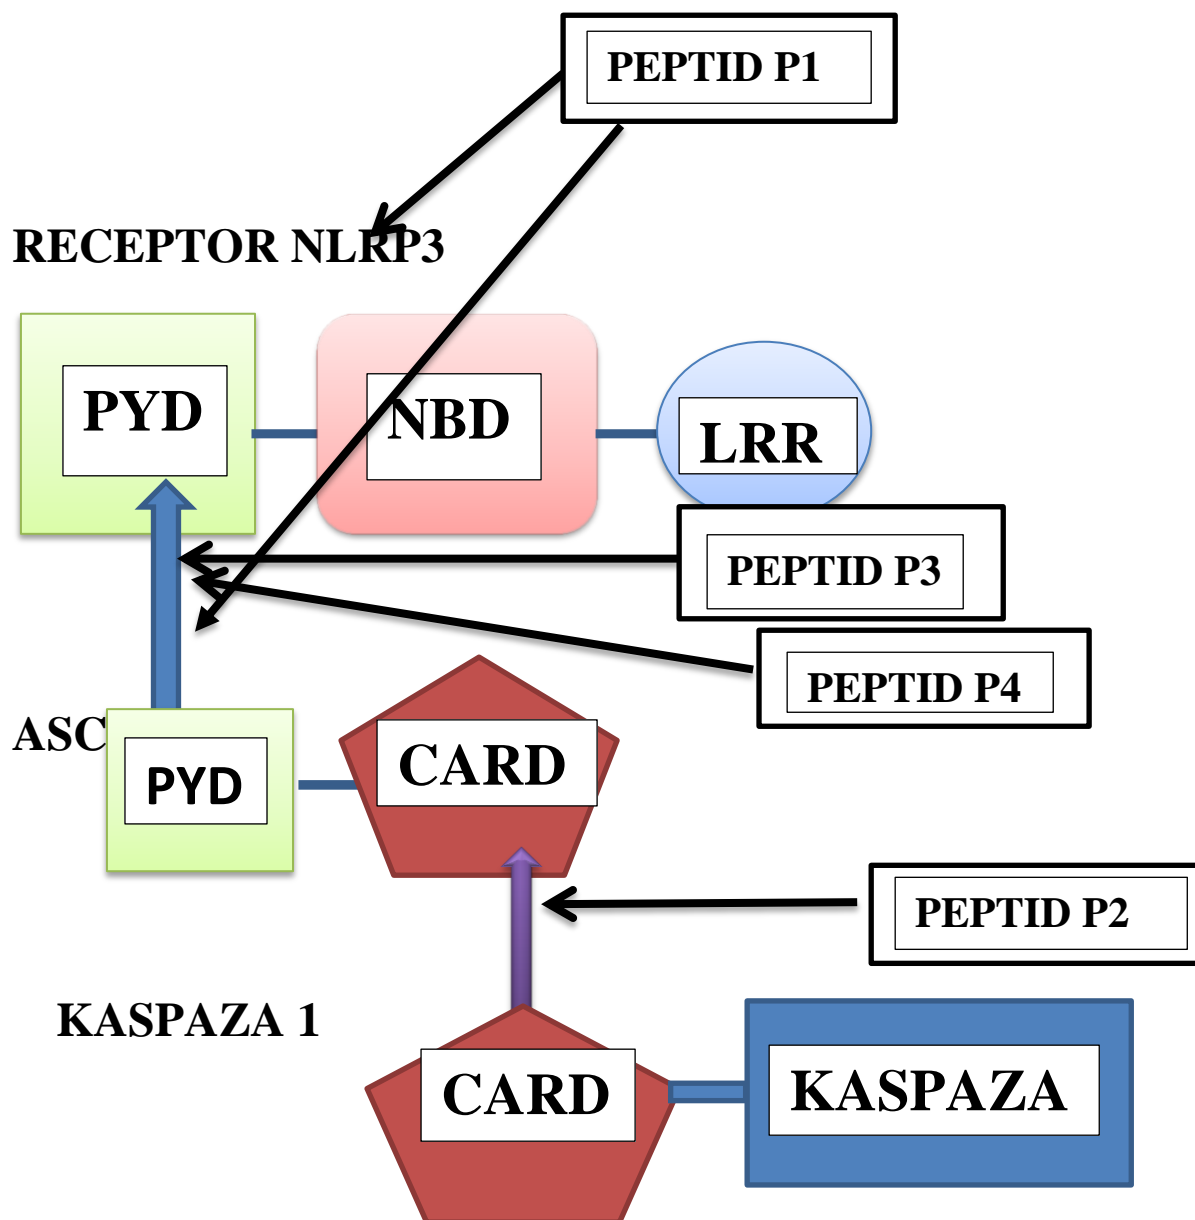 PEPTID P1
RECEPTOR NLRP3
PYD
NBD
LRR
PEPTID P3
PEPTID P4
ASC
PYD
CARD
PEPTID P2
KASPAZA 1
CARD
KASPAZA